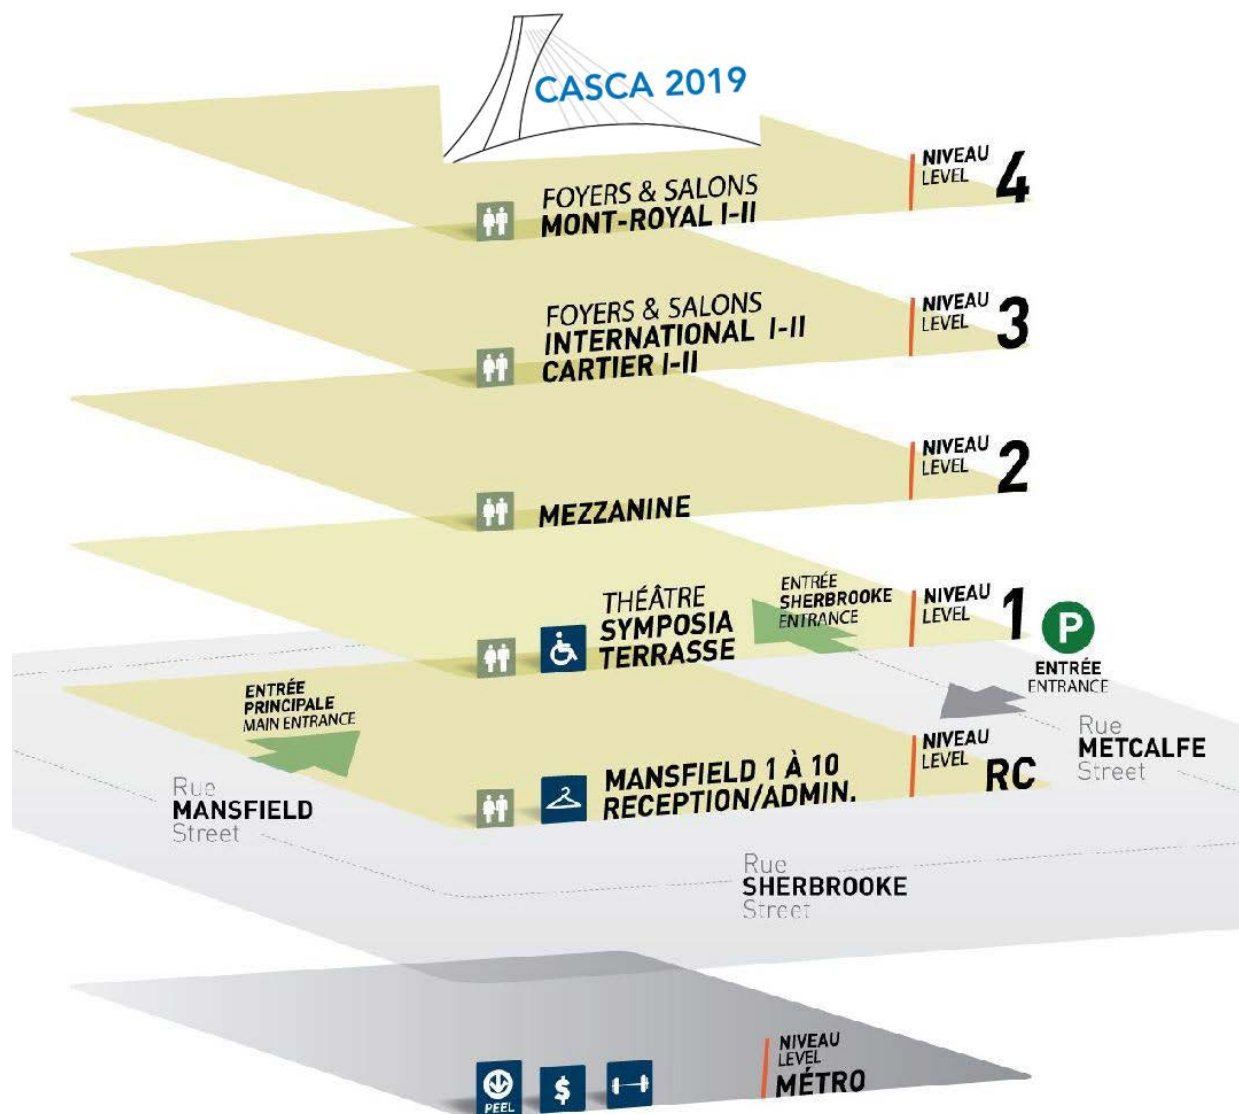 CASCA 2019
FOYERS & SALONS
MONT-ROYAL I-II
NIVEAU
LEVEL
4
FOYERS & SALONS
INTERNATIONAL I-II
CARTIER I-II
NIVEAU
LEVEL
3
MEZZANINE
NIVEAU
LEVEL
2
THÉÂTRE
SYMPOSIA
TERRASSE
ENTRÉE
SHERBROOKE
ENTRANCE
NIVEAU
LEVEL
1
P
ENTRÉE
ENTRANCE
ENTRÉE
PRINCIPALE
MAIN ENTRANCE
MANSFIELD 1 À 10
RECEPTION/ADMIN.
NIVEAU
LEVEL
RC
Rue
METCALFE
Street
Rue
MANSFIELD
Street
Rue
SHERBROOKE
Street
PEEL
$
NIVEAU
LEVEL
MÉTRO